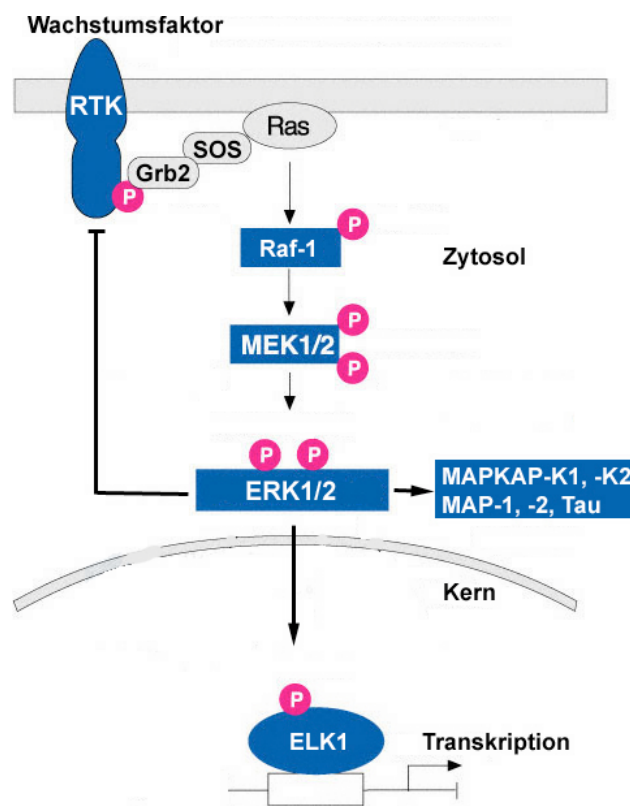 Wachstumsfaktor
RTK
Ras
SOS
Grb2
P
P
Raf-1
Zytosol
P
MEK1/2
P
P
P
ERK1/2
MAPKAP-K1, -K2
MAP-1, -2, Tau
Kern
P
ELK1
Transkription